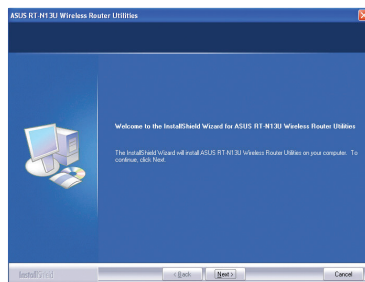 ASUS RT-N13U Wireless Router Utilities
Welcome to the InstallShield Wizard for ASUS RT-N13U Wireless Router Utilities
The InstallShield Wizard will install ASUS RT-N13U Wireless Router Utilities on your computer. To
continue, click Next.
InstallShield
< Back Next > Cancel